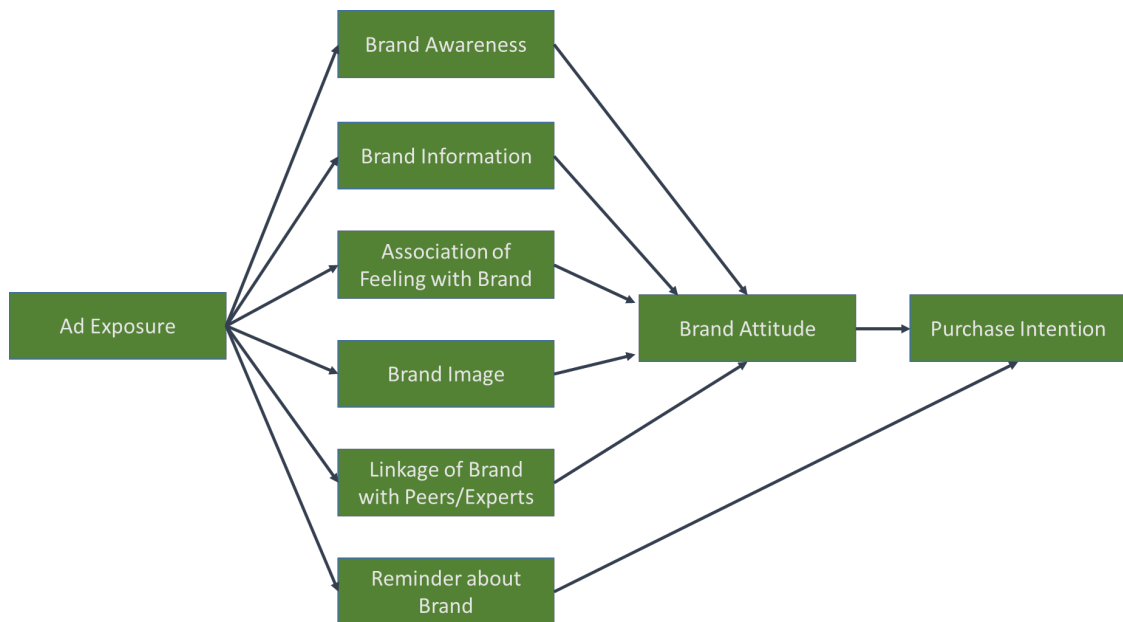 Brand Awareness
Brand Information
Association of
Feeling with Brand
Ad Exposure
Brand Attitude
Purchase Intention
Brand Image
Linkage of Brand
with Peers/Experts
Reminder about
Brand